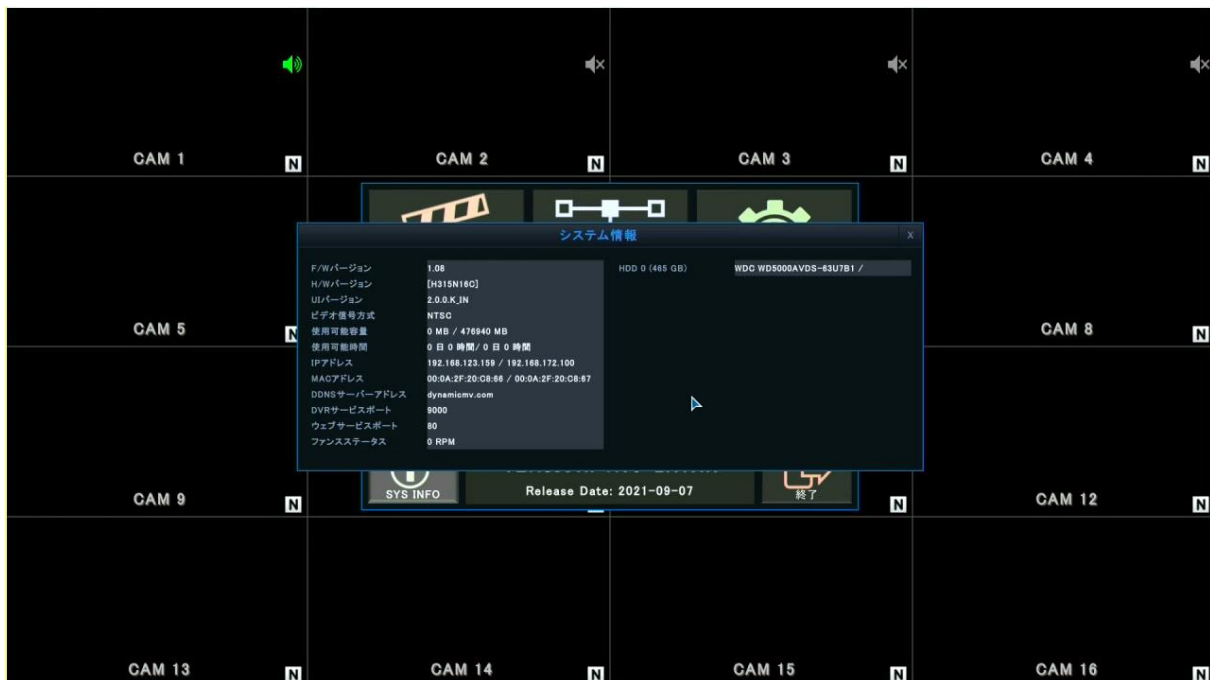 CAM 1 N
CAM 2 N
CAM 3 N
CAM 4 N
システム情報 x
F/Wバージョン 1.08
HDD 0 (465 GB) WDC WD5000AVDS-63U7B1 /
H/Wバージョン [H315N16C]
UIバージョン 2.0.0.K_IN
ビデオ信号方式 NTSC
使用可能容量 0 MB / 476940 MB
使用可能時間 0 日 0 時間/ 0 日 0 時間
IPアドレス 192.168.123.159 / 192.168.172.100
MACアドレス 00:0A:2F:20:C8:66 / 00:0A:2F:20:C8:67
DDNSサーバーアドレス dynamicmv.com
DVRサービスポート 9000
ウェブサービスポート 80
ファンスステータス 0 RPM
CAM 5 N
CAM 8 N
SYS INFO
Release Date: 2021-09-07
終了
CAM 9 N
N
CAM 12 N
CAM 13 N
CAM 14 N
CAM 15 N
CAM 16 N